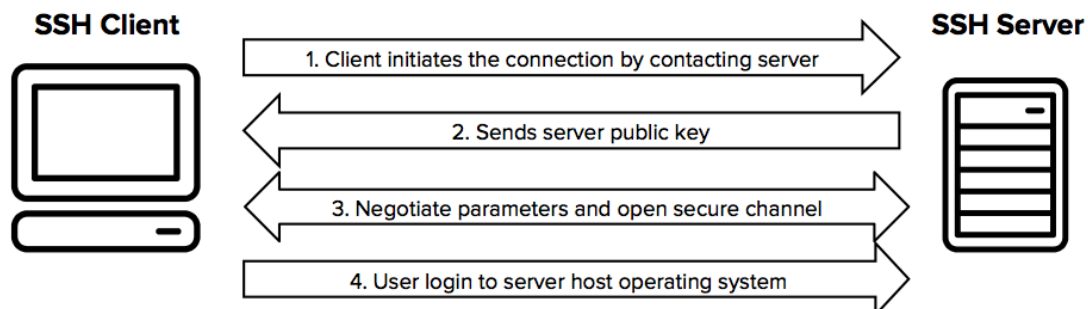 SSH Client
SSH Server
1. Client initiates the connection by contacting server
2. Sends server public key
3. Negotiate parameters and open secure channel
4. User login to server host operating system